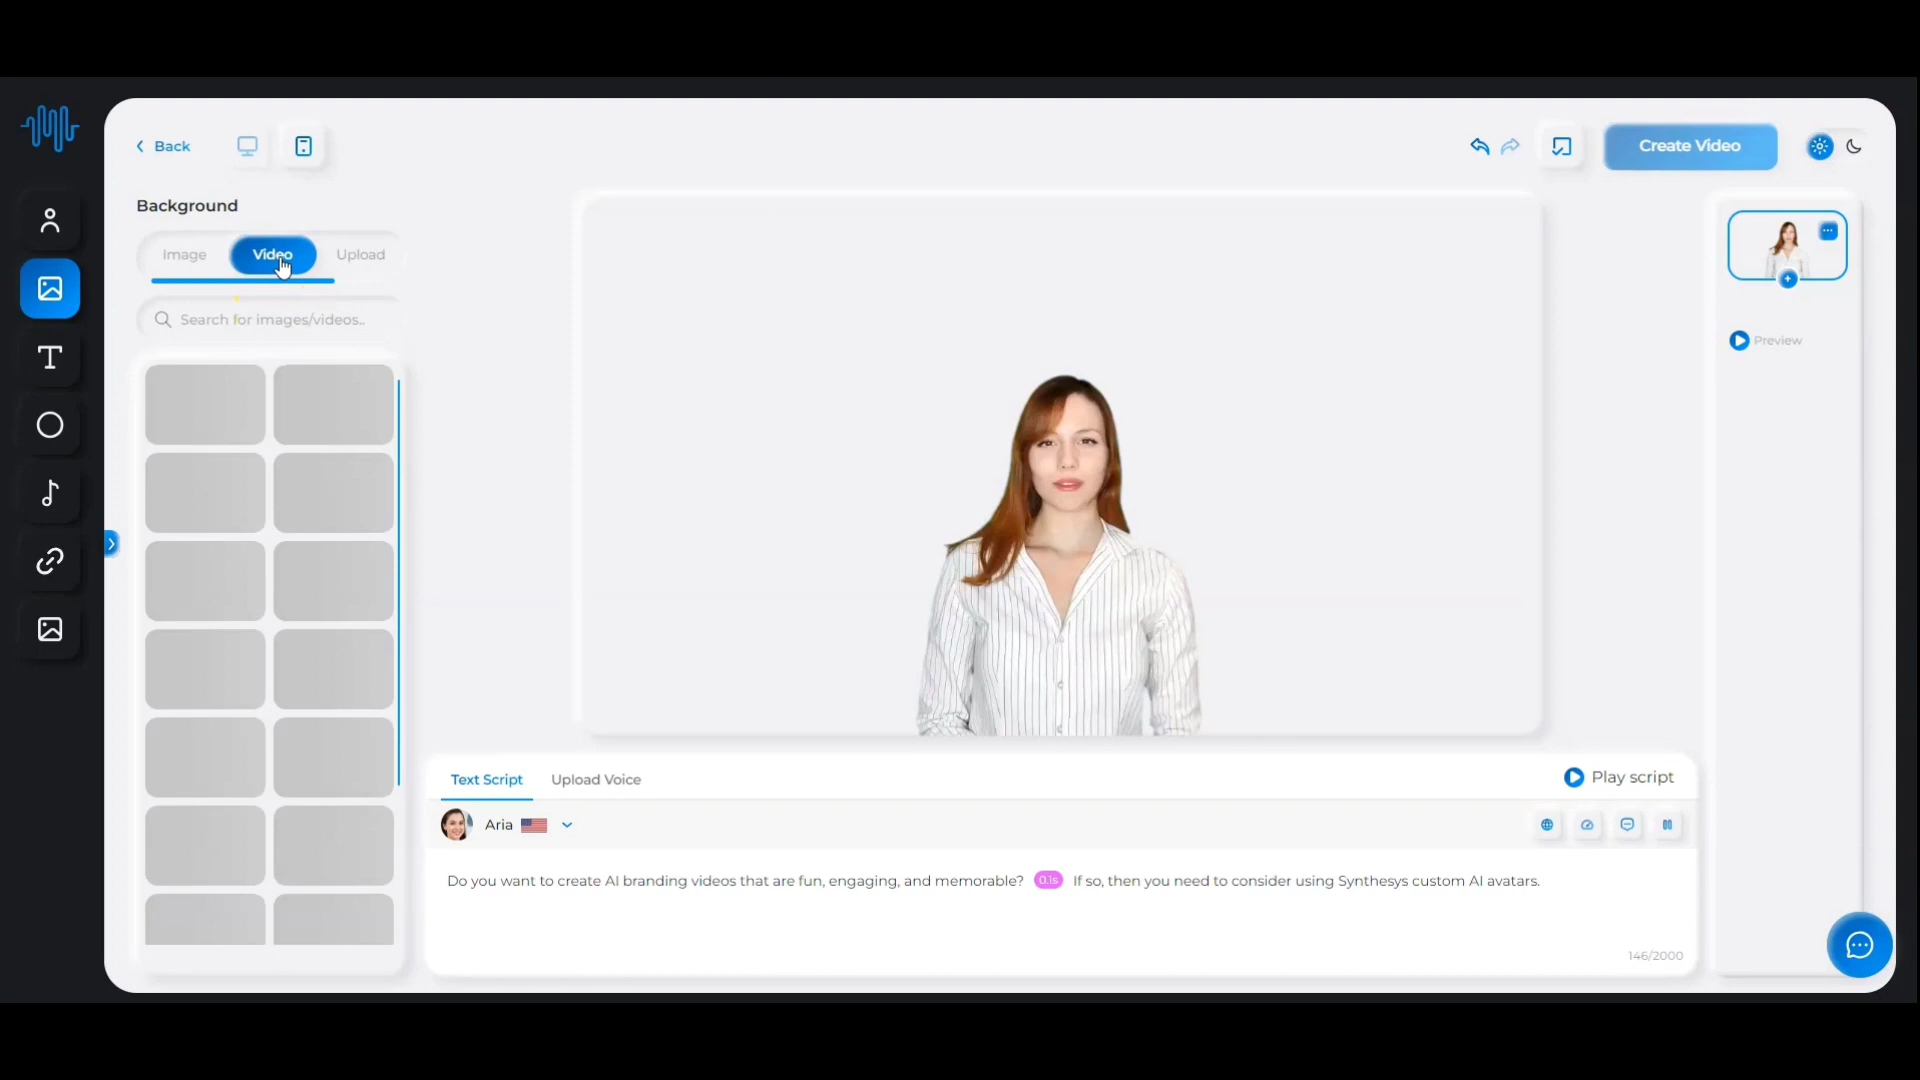 Back
Create Video
Background
Image
Video
Upload
Search for images/videos..
Preview
Text Script
Upload Voice
Play script
Aria
Do you want to create AI branding videos that are fun, engaging, and memorable? 0.1s If so, then you need to consider using Synthesys custom AI avatars.
146/2000